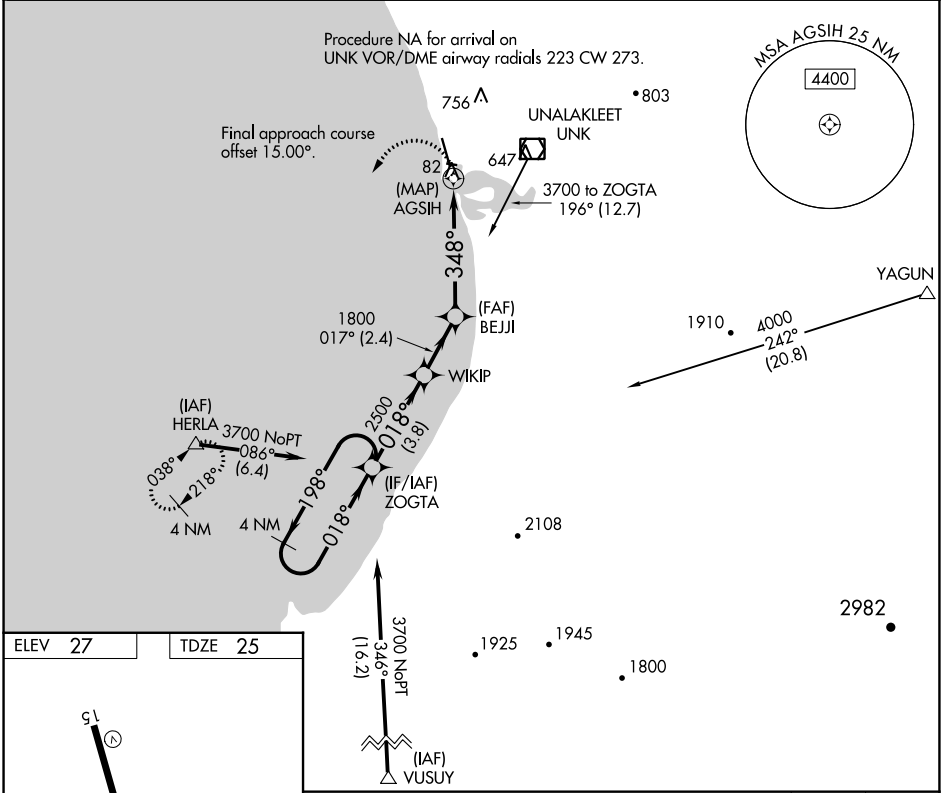 Procedure NA for arrival on
UNK VOR/DME airway radials 223 CW 273.
MSA AGSIH 25 NM
4400
756
803
UNALAKLEET
UNK
Final approach course
offset 15.00°.
82
647
(MAP)
AGSIH
3700 to ZOGTA
196° (12.7)
348°
YAGUN
(FAF)
BEJJI
1800
017° (2.4)
1910
4000
242°
(20.8)
WIKIP
2500
018°
(3.8)
(IAF)
HERLA
3700 NoPT
086°
(6.4)
038°
218°
4 NM
198°
018°
4 NM
(IF/IAF)
ZOGTA
2108
2982
3700 NoPT
346°
(16.2)
1925
1945
1800
(IAF)
VUSUY
ELEV 27
TDZE 25
15
V